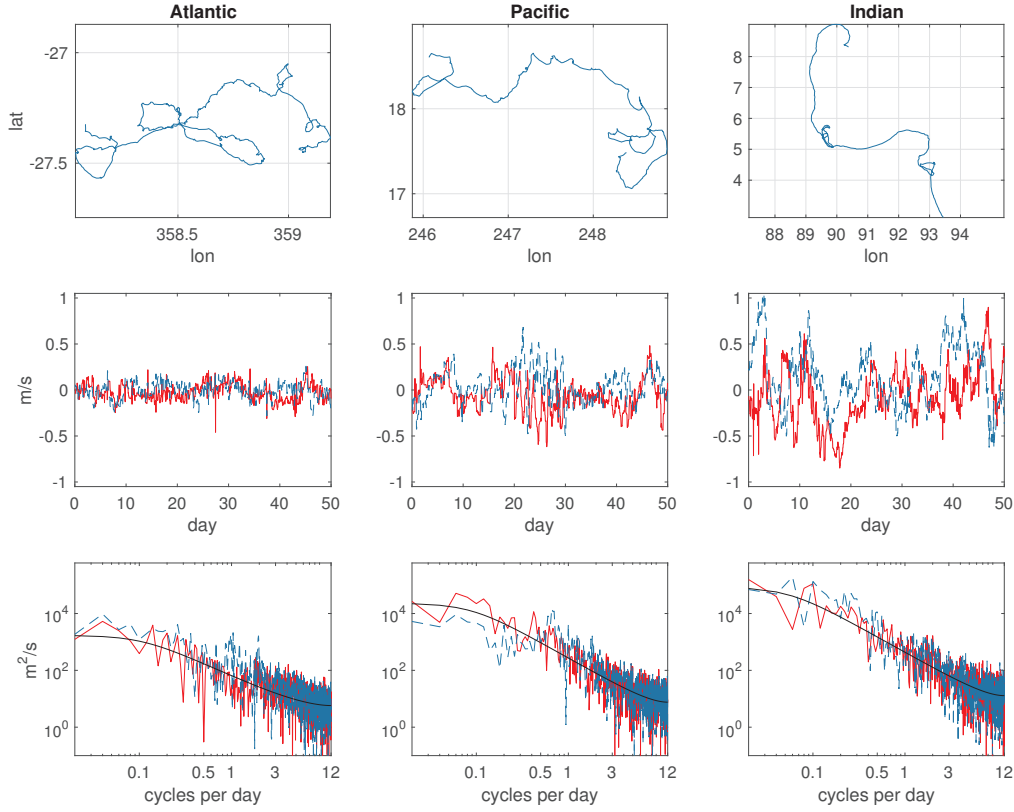 Atlantic Pacific Indian
-27
-27.5
lat
358.5 359
lon
18
17
246 247 248
lon
8
7
6
5
4
88 89 90 91 92 93 94
lon
1
0.5
0
-0.5
-1
m/s
0 10 20 30 40 50
day
1
0.5
0
-0.5
-1
0 10 20 30 40 50
day
1
0.5
0
-0.5
-1
0 10 20 30 40 50
day
10⁴
10²
10⁰
m²/s
0.1 0.5 1 3 12
cycles per day
10⁴
10²
10⁰
0.1 0.5 1 3 12
cycles per day
10⁴
10²
10⁰
0.1 0.5 1 3 12
cycles per day